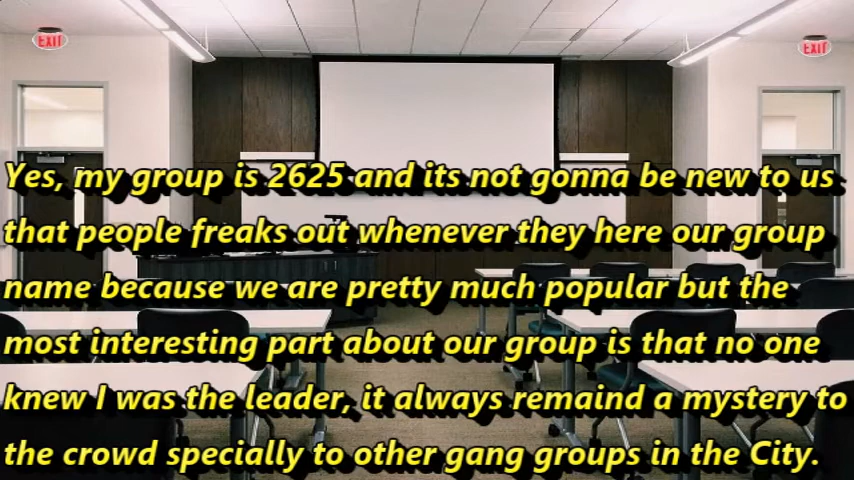 EXIT
EXIT
Yes, my group is 2625 and its not gonna be new to us
that people freaks out whenever they here our group
name because we are pretty much popular but the
most interesting part about our group is that no one
knew I was the leader, it always remaind a mystery to
the crowd specially to other gang groups in the City.